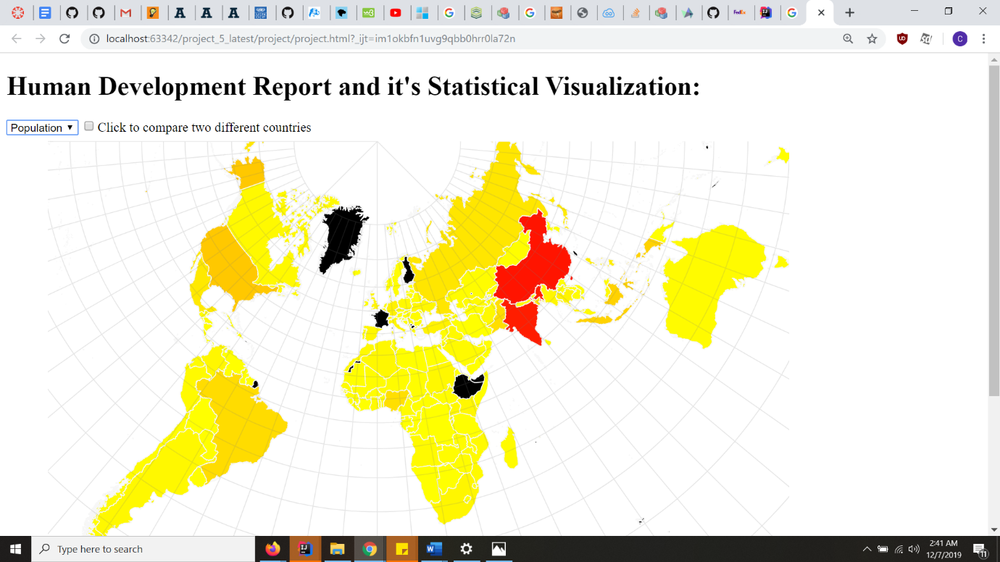 localhost:63342/project_5_latest/project/project.html?_ijt=im1okbfn1uvg9qbb0hrr0la72n
C
Human Development Report and it's Statistical Visualization:
Population Click to compare two different countries
Type here to search
2:41 AM
12/7/2019
11